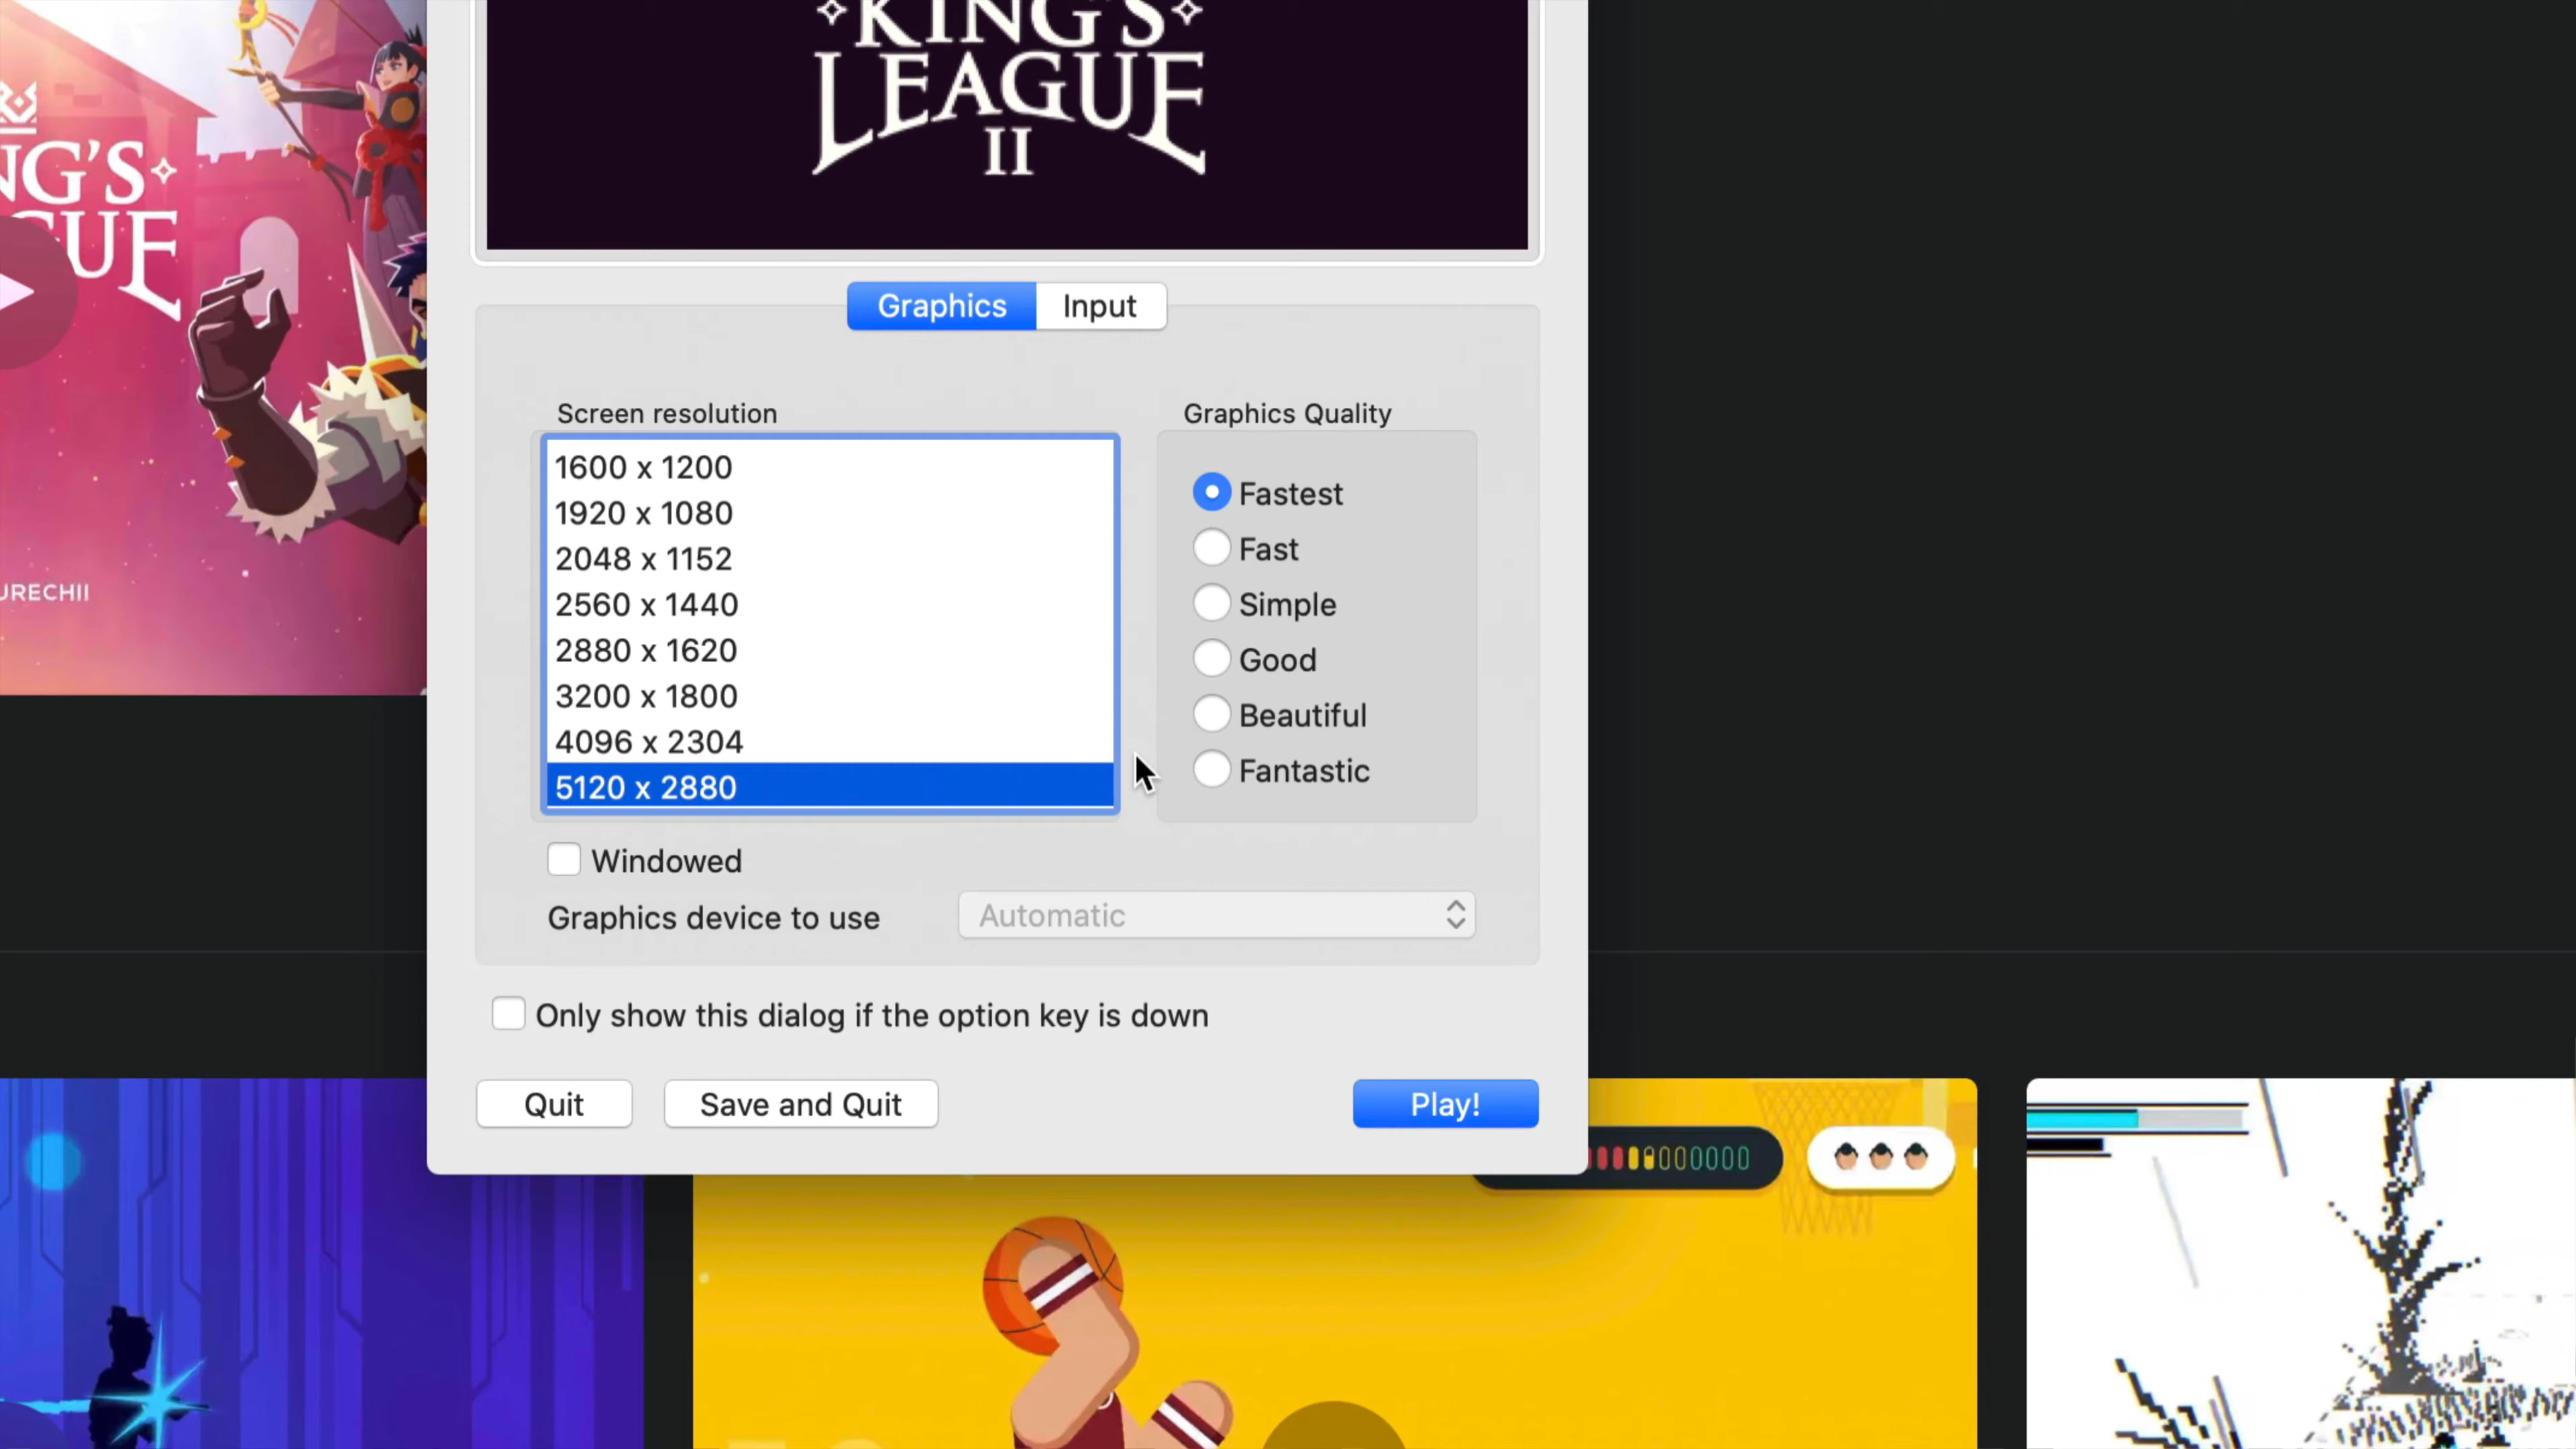 KING'S
LEAGUE
II
NG'S
GUE
URECHII
Graphics
Input
Screen resolution
1600 x 1200
1920 x 1080
2048 x 1152
2560 x 1440
2880 x 1620
3200 x 1800
4096 x 2304
5120 x 2880
Graphics Quality
Fastest
Fast
Simple
Good
Beautiful
Fantastic
Windowed
Graphics device to use
Automatic
Only show this dialog if the option key is down
Quit
Save and Quit
Play!